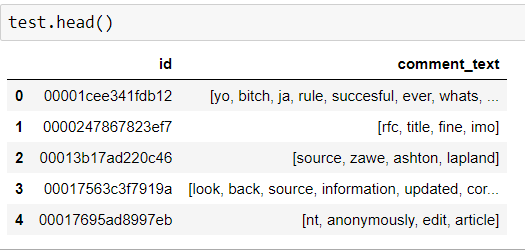 test.head()
id comment_text
0 00001cee341fdb12 [yo, bitch, ja, rule, succesful, ever, whats, ...
1 0000247867823ef7 [rfc, title, fine, imo]
2 00013b17ad220c46 [source, zawe, ashton, lapland]
3 00017563c3f7919a [look, back, source, information, updated, cor...
4 00017695ad8997eb [nt, anonymously, edit, article]